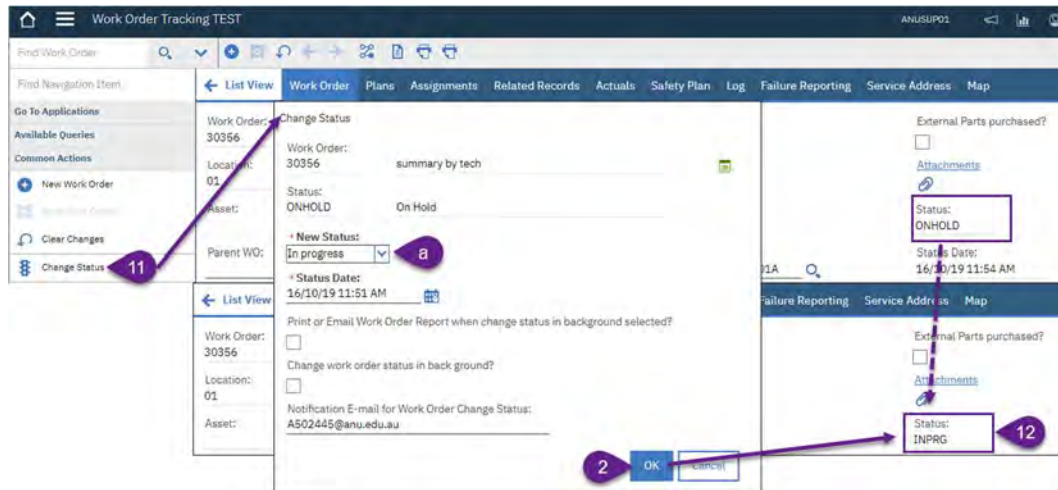 Work Order Tracking TEST
ANUSUP01
Find Work Order
Find Navigation Item
List View Work Order Plans Assignments Related Records Actuals Safety Plan Log Failure Reporting Service Address Map
Go To Applications
Available Queries
Common Actions
New Work Order
Clear Changes
Change Status
11
Work Order:
30356
Location:
01
Asset:
Parent WO:
Change Status
Work Order:
30356 summary by tech
Status:
ONHOLD On Hold
* New Status:
In progress
a
* Status Date:
16/10/19 11:51 AM
Print or Email Work Order Report when change status in background selected?
Change work order status in back ground?
Notification E-mail for Work Order Change Status:
A502445@anu.edu.au
2
OK Cancel
External Parts purchased?
Attachments
Status:
ONHOLD
Status Date:
01A 16/10/19 11:54 AM
List View
Failure Reporting Service Address Map
Work Order:
30356
Location:
01
Asset:
External Parts purchased?
Attachments
Status:
INPRG
12